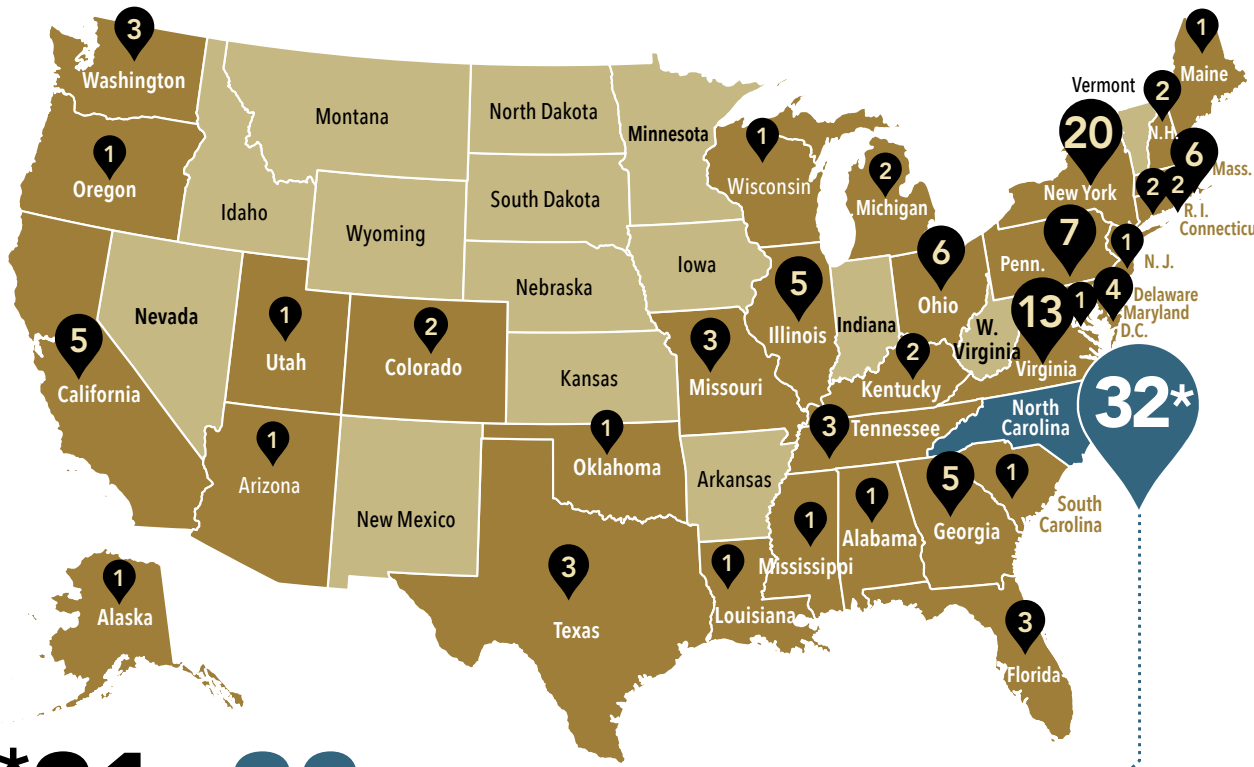 3
Washington
1
Oregon
Idaho
Montana
Wyoming
North Dakota
South Dakota
Nebraska
Kansas
Minnesota
Iowa
1
Wisconsin
2
Michigan
1
Maine
Vermont
2
N.H.
20
New York
6
Mass.
2
2
R. I.
Connecticu
7
Penn.
1
N. J.
6
Ohio
5
Illinois
Indiana
W.
Virginia
13
Virginia
1
4
Delaware
Maryland
D.C.
5
California
Nevada
1
Utah
2
Colorado
3
Missouri
2
Kentucky
3
Tennessee
North
Carolina
32*
1
Arizona
New Mexico
1
Oklahoma
Arkansas
1
Mississippi
1
Alabama
5
Georgia
1
South
Carolina
1
Alaska
3
Texas
1
Louisiana
3
Florida